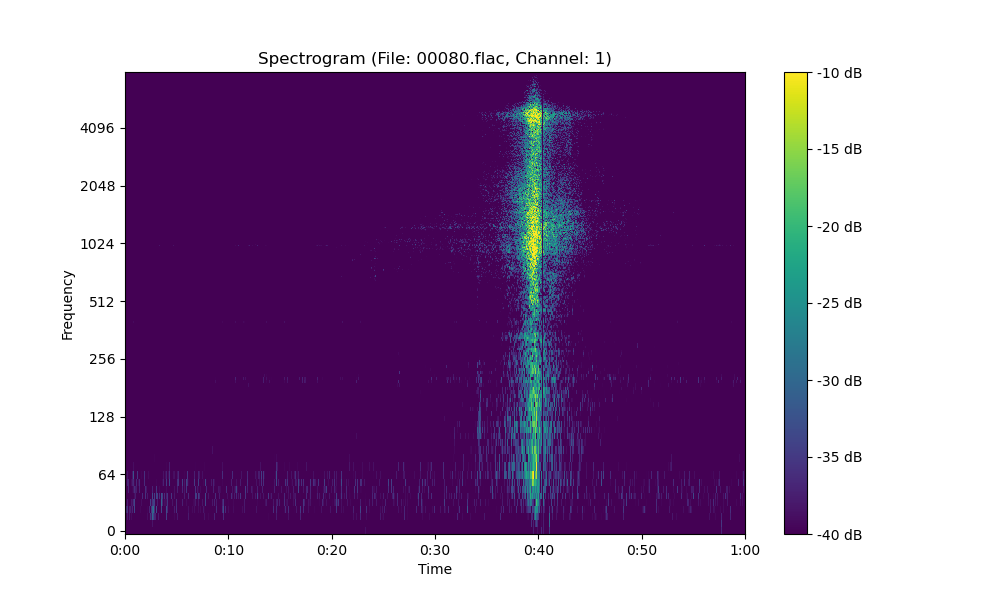 Spectrogram (File: 00080.flac, Channel: 1)
Frequency
4096
2048
1024
512
256
128
64
0
0:00 0:10 0:20 0:30 0:40 0:50 1:00
Time
-10 dB
-15 dB
-20 dB
-25 dB
-30 dB
-35 dB
-40 dB